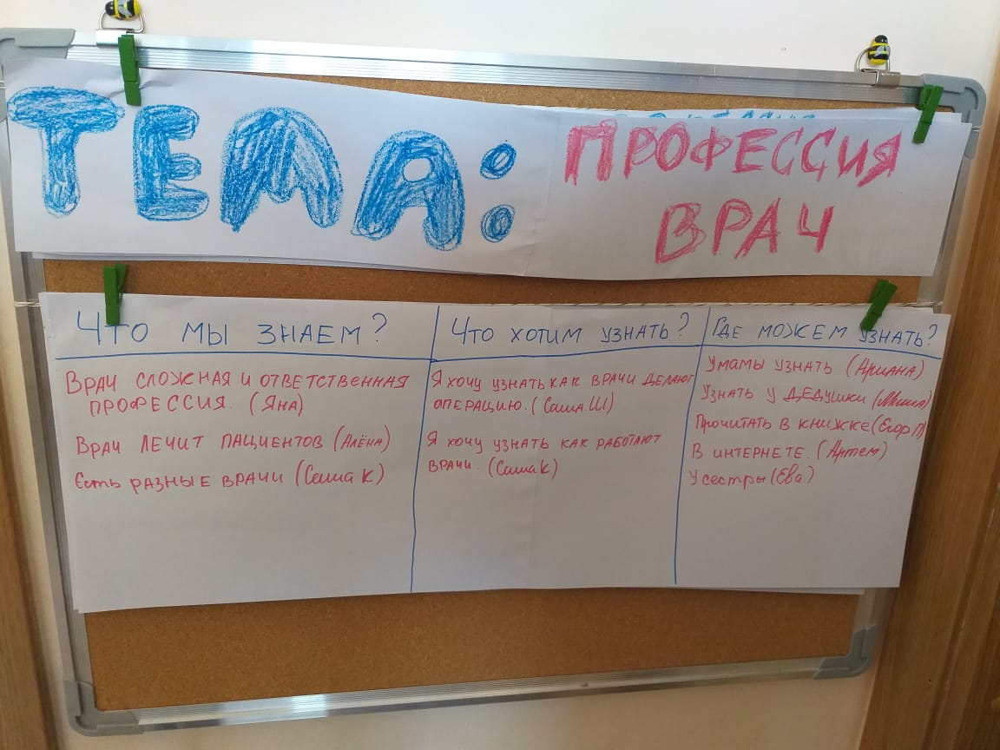 ТЕМА:
ПРОФЕССИЯ
ВРАЧ
ЧТО МЫ ЗНАЕМ?
ВРАЧ СЛОЖНАЯ И ОТВЕТСТВЕННАЯ
ПРОФЕССИЯ. (ЯНА)
ВРАЧ ЛЕЧИТ ПАЦИЕНТОВ (АЛЁНА)
ЕСТЬ РАЗНЫЕ ВРАЧИ (Саша К)
ЧТО ХОТИМ УЗНАТЬ?
Я ХОЧУ УЗНАТЬ КАК ВРАЧИ ДЕЛАЮТ
ОПЕРАЦИЮ. (Саша.Ш)
Я ХОЧУ УЗНАТЬ КАК РАБОТАЮТ
ВРАЧИ. (Саша К)
ГДЕ МОЖЕМ УЗНАТЬ?
У МАМЫ УЗНАТЬ (Ариана)
УЗНАТЬ У ДЕДУШКИ (Миша)
Прочитать в книжке (Егор П)
В ИНТЕРНЕТЕ. (Артем)
У сестры (Ева)